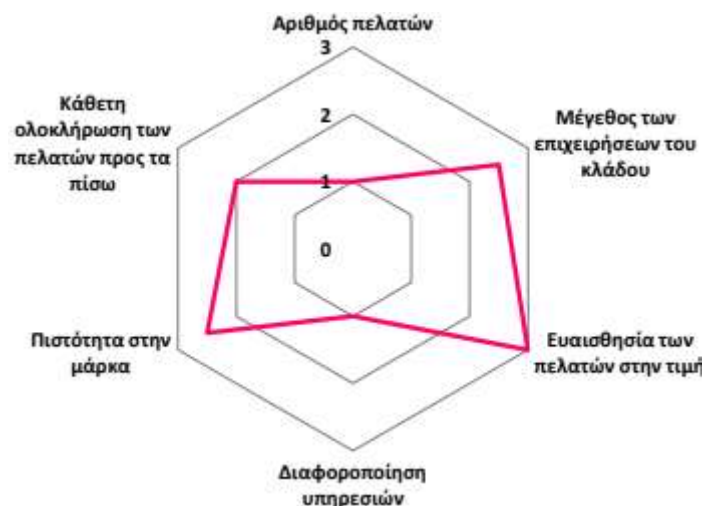 Αριθμός πελατών
3
2
1
0
Μέγεθος των
επιχειρήσεων του
κλάδου
Ευαισθησία των
πελατών στην τιμή
Διαφοροποίηση
υπηρεσιών
Πιστότητα στην
μάρκα
Κάθετη
ολοκλήρωση των
πελατών προς τα
πίσω